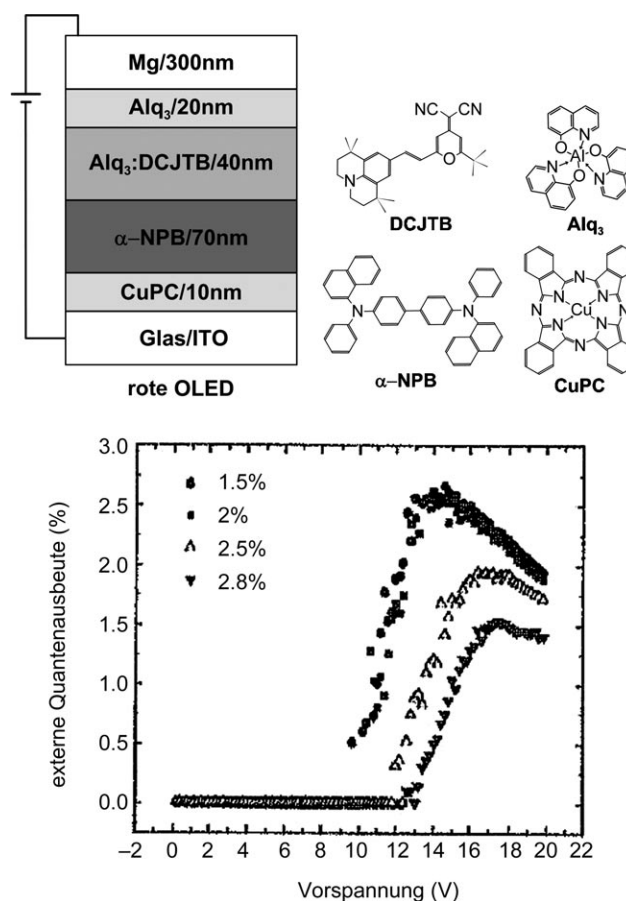 Mg/300nm
Alq₃/20nm
Alq₃:DCJTB/40nm
α–NPB/70nm
CuPC/10nm
Glas/ITO
rote OLED
NC CN
O
N
DCJTB
N
O
Al
O
N
N
O
Alq₃
N
N
α–NPB
N
N
N
N
Cu
N
N
N
N
CuPC
3.0
2.5
2.0
1.5
1.0
0.5
0.0
externe Quantenausbeute (%)
1.5%
2%
2.5%
2.8%
–2 0 2 4 6 8 10 12 14 16 18 20 22
Vorspannung (V)